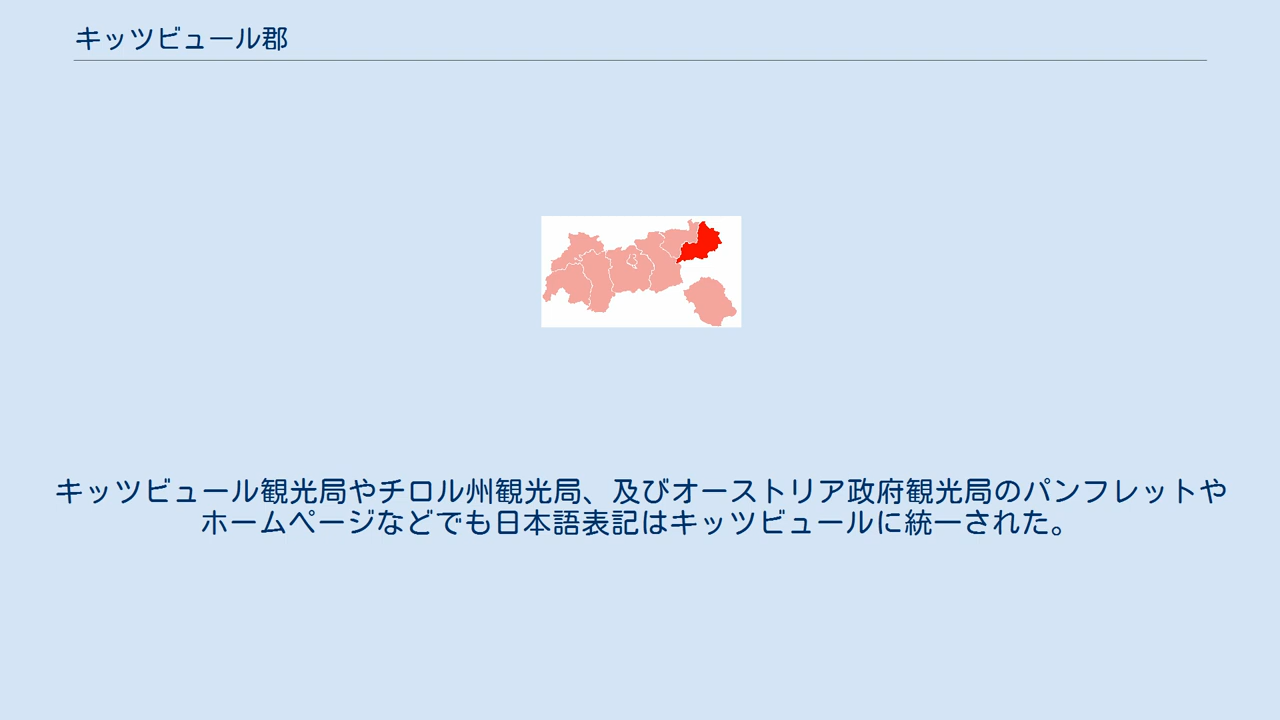 キッツビュール郡
キッツビュール観光局やチロル州観光局、及びオーストリア政府観光局のパンフレットや
ホームページなどでも日本語表記はキッツビュールに統一された。